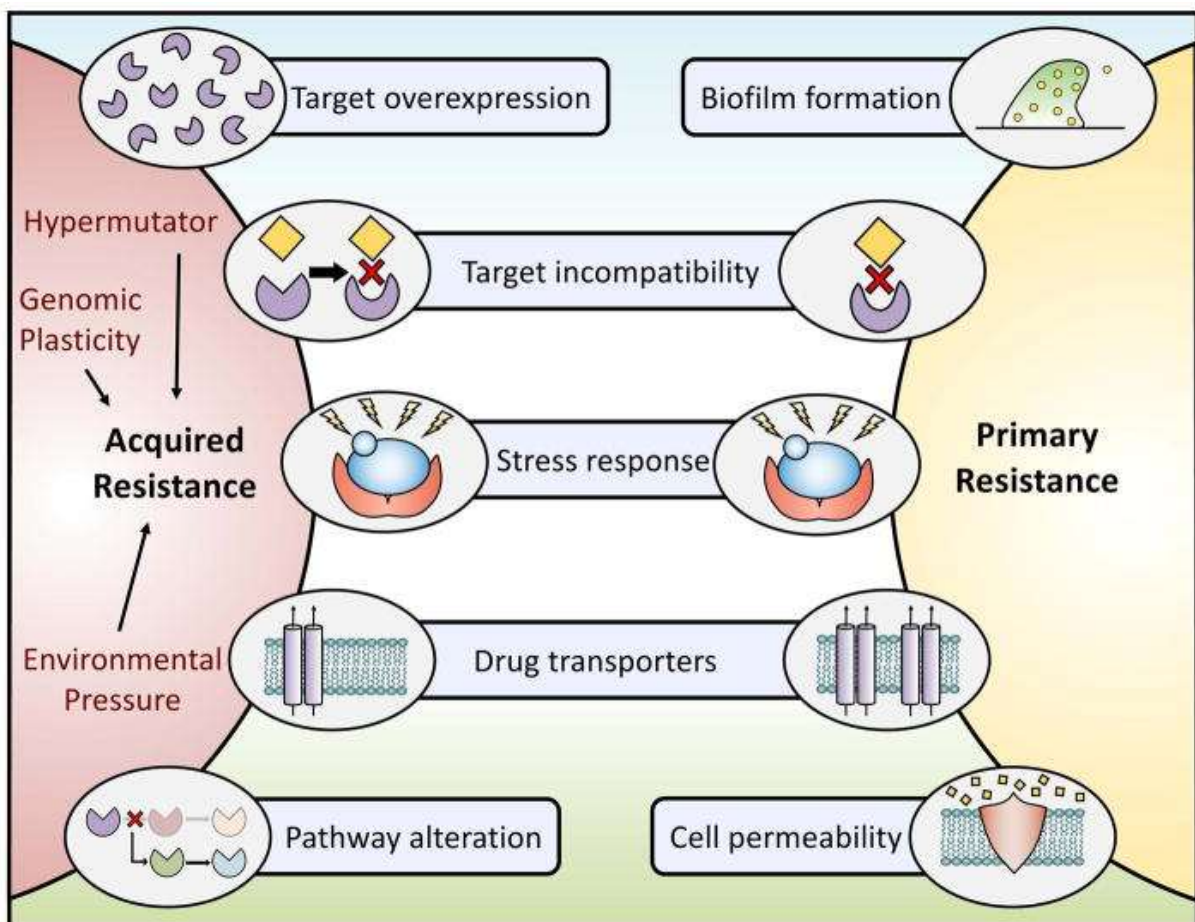 Target overexpression
Biofilm formation
Hypermutator
Target incompatibility
Genomic
Plasticity
Acquired
Resistance
Stress response
Primary
Resistance
Environmental
Pressure
Drug transporters
Pathway alteration
Cell permeability